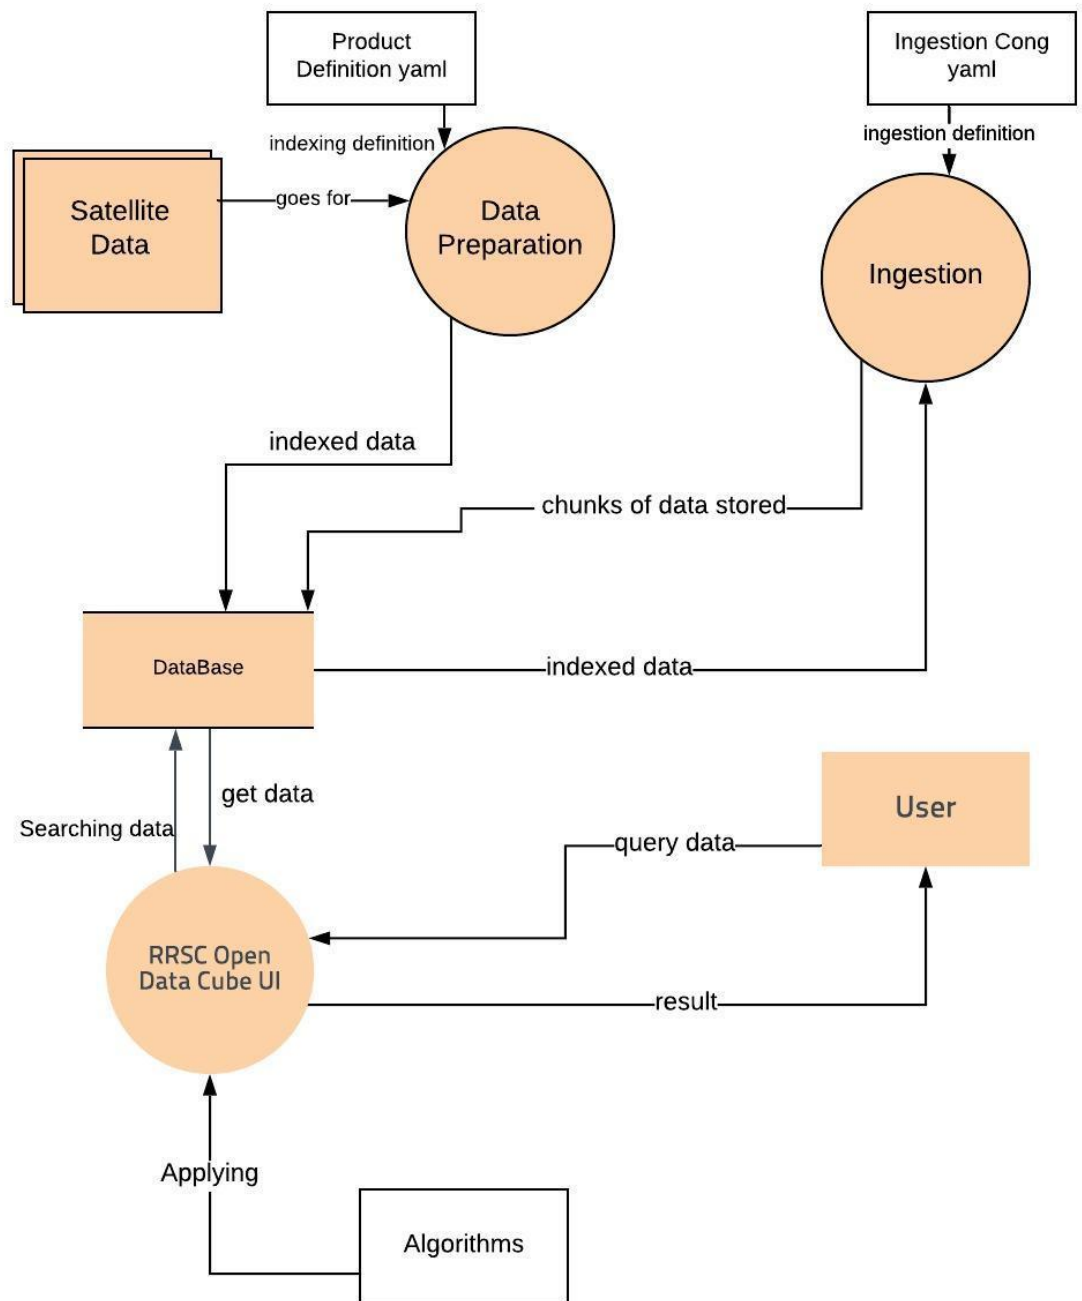 Product
Definition yaml
Ingestion Cong
yaml
indexing definition
ingestion definition
Satellite
Data
goes for
Data
Preparation
Ingestion
indexed data
chunks of data stored
DataBase
indexed data
get data
Searching data
User
query data
RRSC Open
Data Cube UI
result
Applying
Algorithms